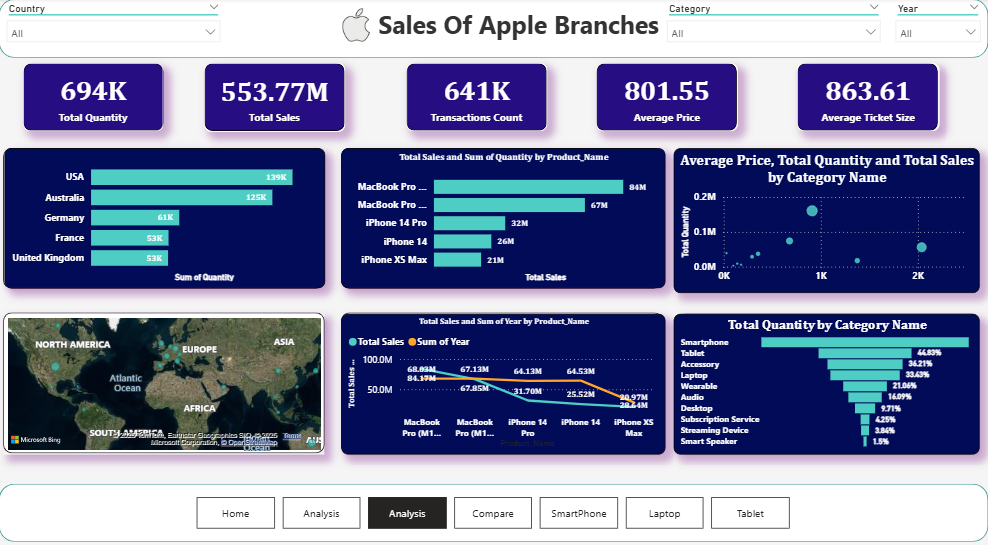 Country
Category
Year
Sales Of Apple Branches
All
All
All
694K
Total Quantity
553.77M
Total Sales
641K
Transactions Count
801.55
Average Price
863.61
Average Ticket Size
USA
139K
Australia
125K
Germany
61K
France
53K
United Kingdom
53K
Sum of Quantity
Total Sales and Sum of Quantity by Product_Name
MacBook Pro ...
84M
MacBook Pro ...
67M
iPhone 14 Pro
32M
iPhone 14
26M
iPhone XS Max
21M
Total Sales
Average Price, Total Quantity and Total Sales
by Category Name
Total Quantity
0.2M
0.1M
0.0M
0K
1K
2K
NORTH AMERICA
EUROPE
ASIA
Atlantic
Ocean
AFRICA
SOUTH AMERICA
Microsoft Bing
Microsoft Corporation, © OpenStreetMap
Terms
Total Sales and Sum of Year by Product_Name
Total Sales
Sum of Year
Total Sales ...
100.0M
50.0M
68.03M
84.17M
67.13M
67.85M
64.13M
31.70M
64.53M
25.52M
20.97M
MacBook
Pro (M1...
MacBook
Pro (M1...
iPhone 14
Pro
iPhone 14
iPhone XS
Max
Product_Name
Total Quantity by Category Name
Smartphone
Tablet
44.83%
Accessory
36.21%
Laptop
33.63%
Wearable
21.06%
Audio
16.09%
Desktop
9.71%
Subscription Service
4.25%
Streaming Device
3.84%
Smart Speaker
1.5%
Home
Analysis
Analysis
Compare
SmartPhone
Laptop
Tablet